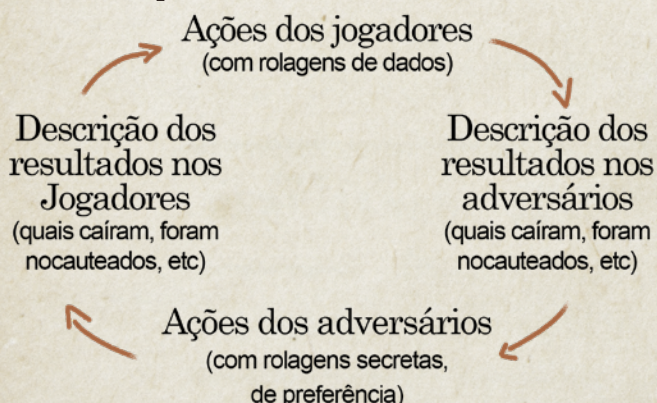 Ações dos jogadores
(com rolagens de dados)
Descrição dos
resultados nos
adversários
(quais caíram, foram
nocauteados, etc)
Ações dos adversários
(com rolagens secretas,
de preferência)
Descrição dos
resultados nos
Jogadores
(quais caíram, foram
nocauteados, etc)